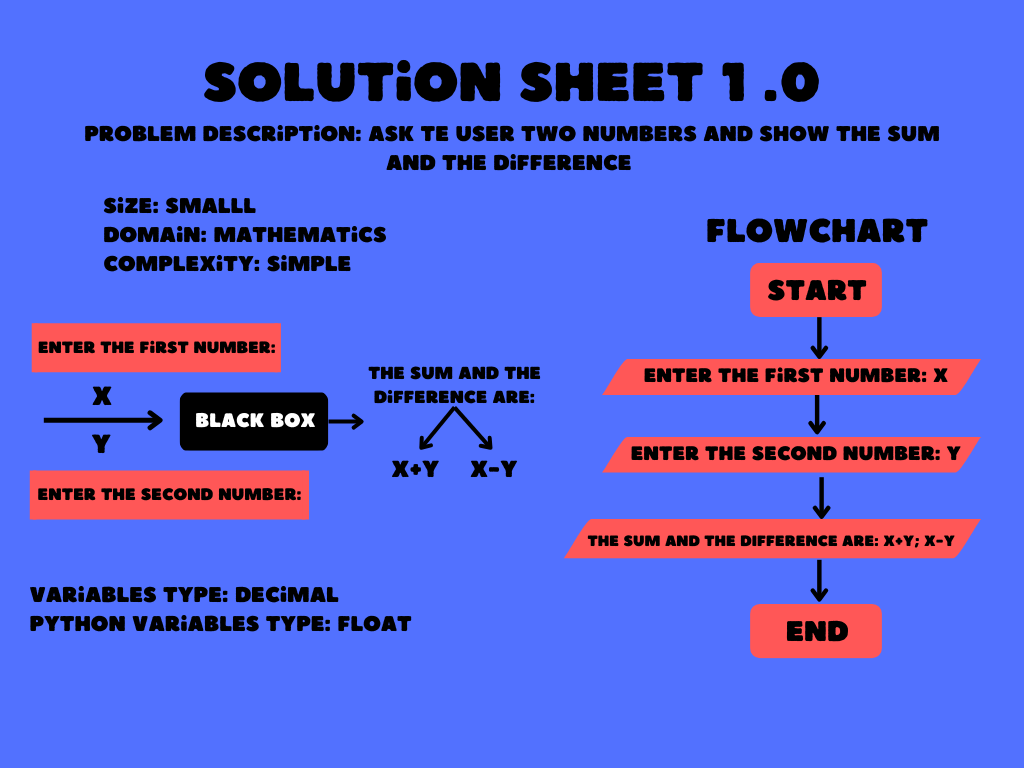 SOLUTiON SHEET 1.0
PROBLEM DESCRiPTiON: ASK TE USER TWO NUMBERS AND SHOW THE SUM
AND THE DiFFERENCE
SiZE: SMALLL
DOMAiN: MATHEMATiCS
COMPLEXiTY: SiMPLE
ENTER THE FiRST NUMBER:
X
Y
BLACK BOX
ENTER THE SECOND NUMBER:
THE SUM AND THE
DiFFERENCE ARE:
X+Y X-Y
VARiABLES TYPE: DECiMAL
PYTHON VARiABLES TYPE: FLOAT
FLOWCHART
START
ENTER THE FiRST NUMBER: X
ENTER THE SECOND NUMBER: Y
THE SUM AND THE DIFFERENCE ARE: X+Y; X-Y
END